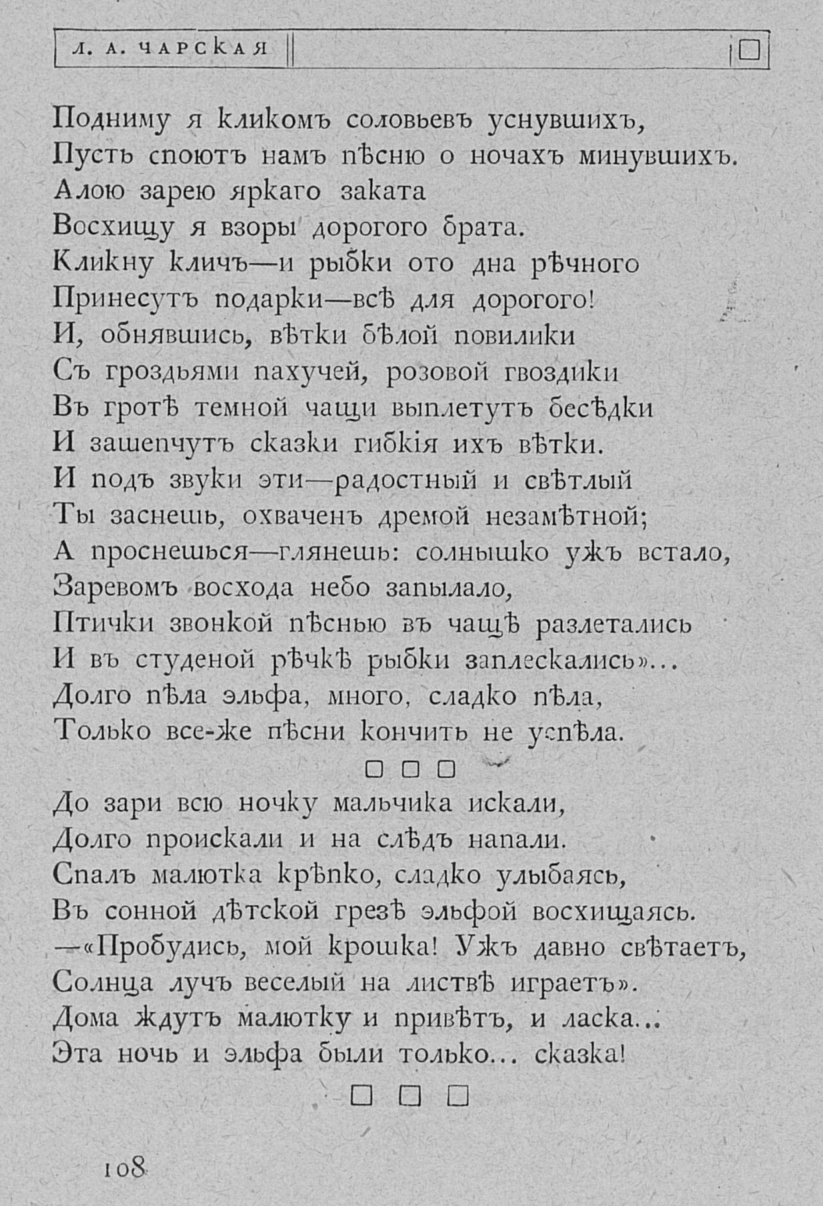 Л. А. ЧАРСКАЯ
Подниму я кликомъ соловьевъ уснувшихъ,
Пусть споютъ намъ пѣсню о ночахъ минувшихъ.
Алою зарею яркаго заката
Восхищу я взоры дорогого брата.
Кликну кличъ—и рыбки ото дна рѣчного
Принесутъ подарки—всѣ для дорогого!
И, обнявшись, вѣтки бѣлой повилики
Съ гроздьями пахучей, розовой гвоздики
Въ гротѣ темной чащи выплетутъ бесѣдки
И зашепчутъ сказки гибкія ихъ вѣтки.
И подъ звуки эти—радостный и свѣтлый
Ты заснешь, охваченъ дремой незамѣтной;
А проснешься—глянешь: солнышко ужъ встало,
Заревомъ восхода небо запылало,
Птички звонкой пѣснью въ чащѣ разлетались
И въ студеной рѣчкѣ рыбки заплескались»...
Долго пѣла эльфа, много, сладко пѣла,
Только все-же пѣсни кончить не успѣла.
До зари всю ночку мальчика искали,
Долго проискали и на слѣдъ напали.
Спалъ малютка крѣпко, сладко улыбаясь,
Въ сонной дѣтской грезѣ эльфой восхищаясь.
—«Пробудись, мой крошка! Ужъ давно свѣтаетъ,
Солнца лучъ веселый на листвѣ играетъ».
Дома ждутъ малютку и привѣтъ, и ласка...
Эта ночь и эльфа были только... сказка!
108